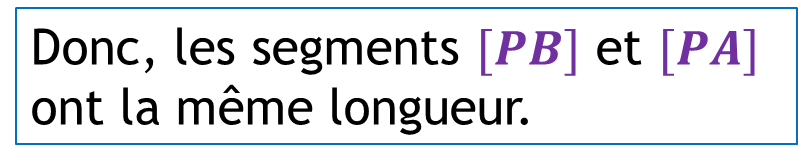 Donc, les segments [PB] et [PA]
ont la même longueur.